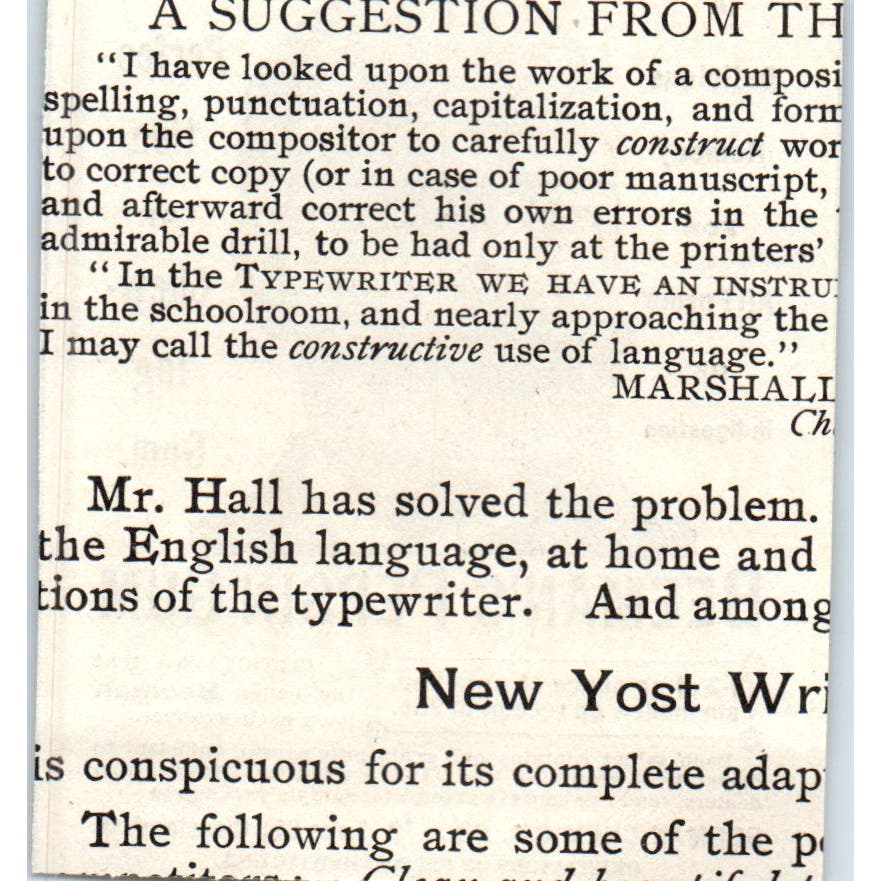 A SUGGESTION FROM TH
"I have looked upon the work of a composi
spelling, punctuation, capitalization, and form
upon the compositor to carefully construct wor
to correct copy (or in case of poor manuscript,
and afterward correct his own errors in the
admirable drill, to be had only at the printers'
"In the TYPEWRITER WE HAVE AN INSTRU
in the schoolroom, and nearly approaching the
I may call the constructive use of language."
MARSHALL
Ch
Mr. Hall has solved the problem.
the English language, at home and
tions of the typewriter. And among
New Yost Wri
is conspicuous for its complete adap
The following are some of the p
Clean and beautiful